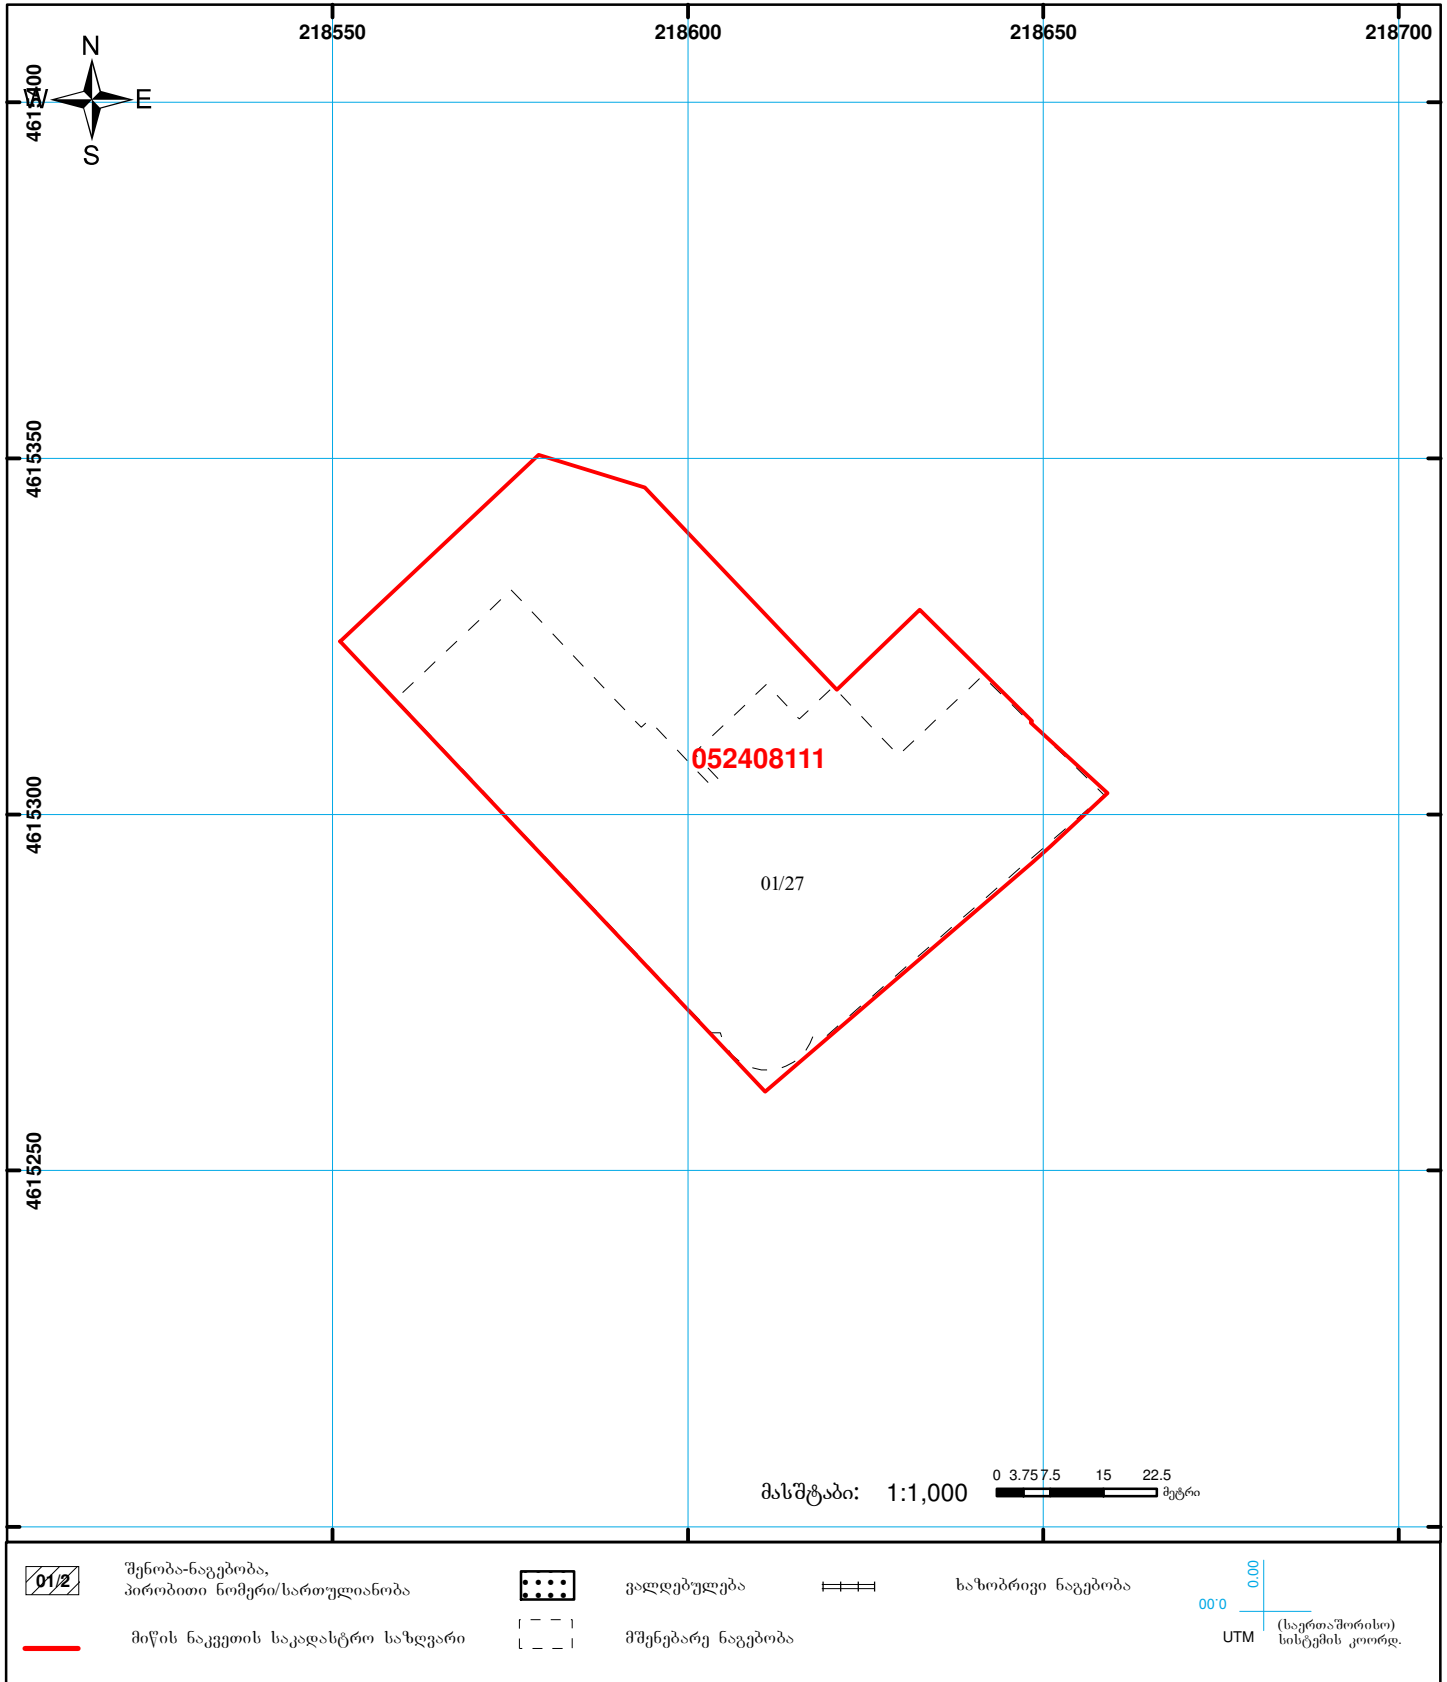 218550 218600 218650 218700
N
W E
S
4615400
4615350
4615300
4615250
052408111
01/27
მასშტაბი: 1:1,000
0 3.75 7.5 15 22.5
მეტრი
01/2
შენობა-ნაგებობა,
პირობითი ნომერი/სართულიანობა
ვალდებულება
ხაზობრივი ნაგებობა
მიწის ნაკვეთის საკადასტრო საზღვარი
მშენებარე ნაგებობა
00'0
00'0
UTM
(საერთაშორისო)
სისტემის კოორდ.